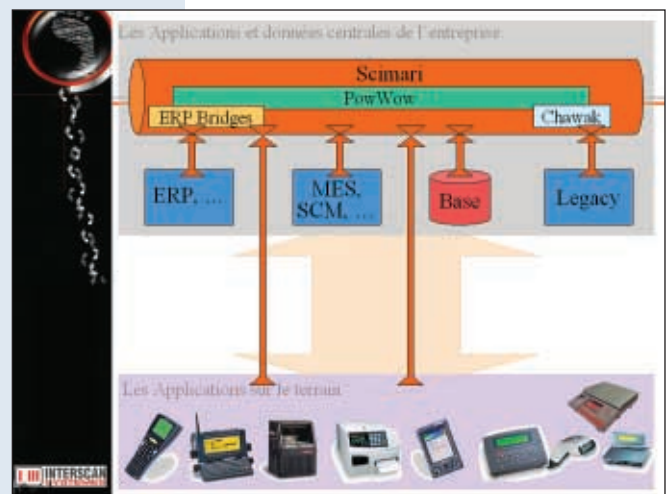 Les Applications et données centrales de l'entreprise
Scimari
PowWow
ERP Bridges
Chawak
ERP, ...
MES,
SCM, ...
Base
Legacy
Les Applications sur le terrain
INTERSCAN